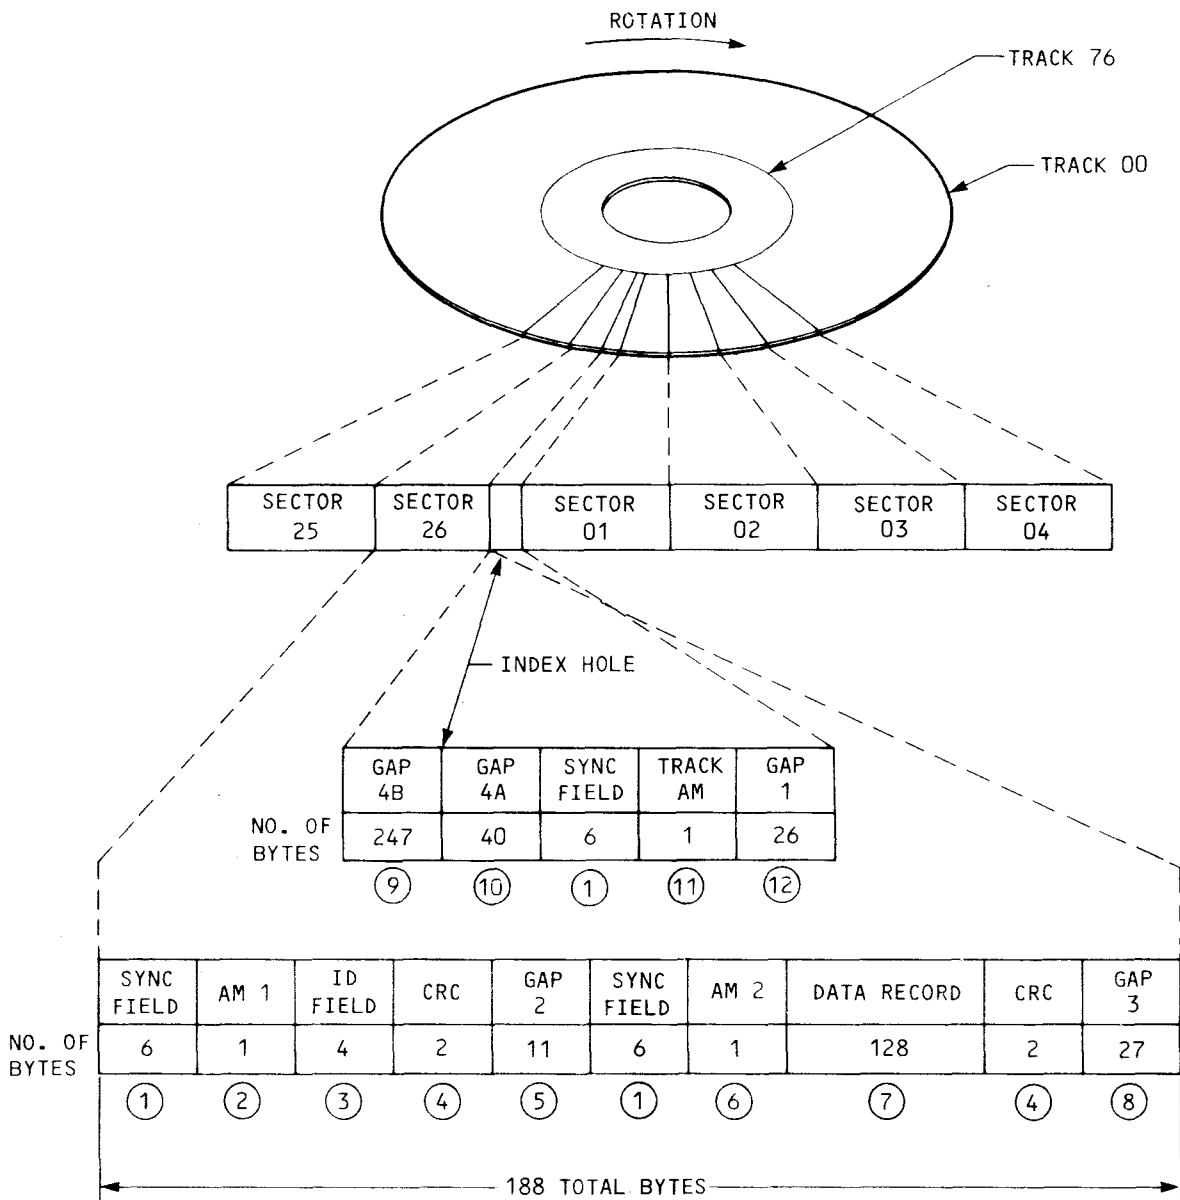 ROTATION
TRACK 76
TRACK 00
SECTOR 25
SECTOR 26
SECTOR 01
SECTOR 02
SECTOR 03
SECTOR 04
INDEX HOLE
GAP 4B
GAP 4A
SYNC FIELD
TRACK AM
GAP 1
NO. OF BYTES
247 40 6 1 26
9 10 1 11 12
SYNC FIELD
AM 1
ID FIELD
CRC
GAP 2
SYNC FIELD
AM 2
DATA RECORD
CRC
GAP 3
NO. OF BYTES
6 1 4 2 11 6 1 128 2 27
1 2 3 4 5 1 6 7 4 8
188 TOTAL BYTES